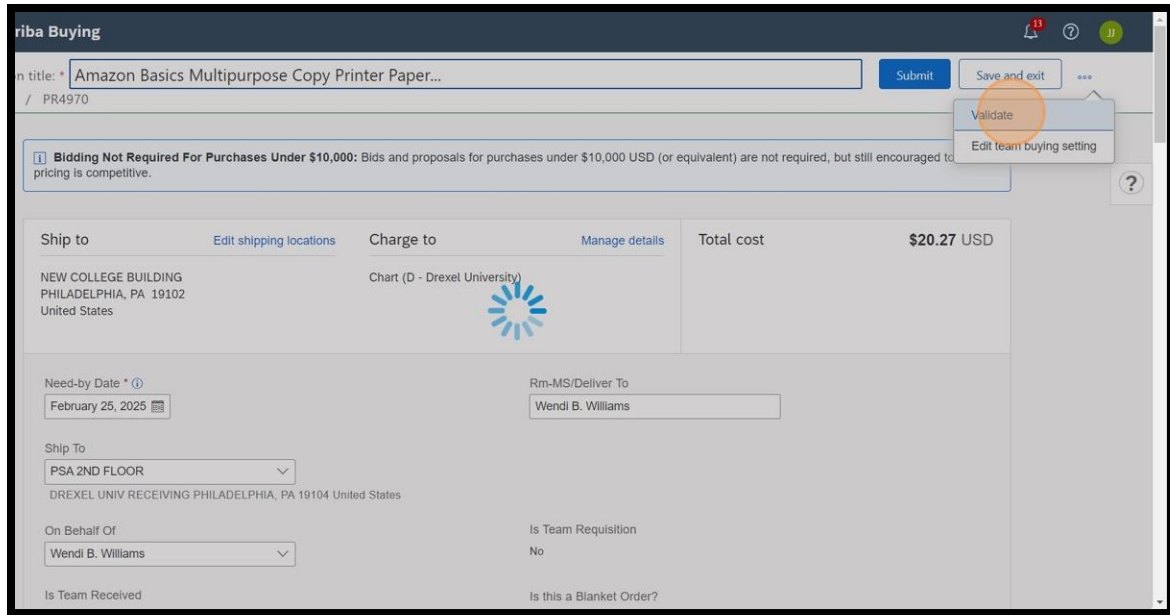 riba Buying
13
JJ
n title: * Amazon Basics Multipurpose Copy Printer Paper...
Submit
Save and exit
/ PR4970
Validate
Edit team buying setting
Bidding Not Required For Purchases Under $10,000: Bids and proposals for purchases under $10,000 USD (or equivalent) are not required, but still encouraged to
pricing is competitive.
?
Ship to
Edit shipping locations
Charge to
Manage details
Total cost
$20.27 USD
NEW COLLEGE BUILDING
PHILADELPHIA, PA 19102
United States
Chart (D - Drexel University)
Need-by Date *
February 25, 2025
Rm-MS/Deliver To
Wendi B. Williams
Ship To
PSA 2ND FLOOR
DREXEL UNIV RECEIVING PHILADELPHIA, PA 19104 United States
On Behalf Of
Wendi B. Williams
Is Team Requisition
No
Is Team Received
Is this a Blanket Order?